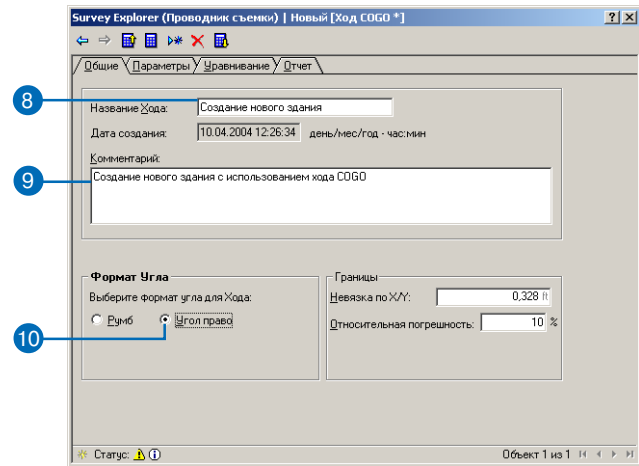 Survey Explorer (Проводник съемки) | Новый [Ход COGO *]
Общие Параметры Уравнивание Отчет
8
Название Хода: Создание нового здания
Дата создания: 10.04.2004 12:26:34 день/мес/год - час:мин
Комментарий:
9
Создание нового здания с использованием хода COGO
Формат Угла
Выберите формат угла для Хода:
Румб Угол право
10
Границы
Невязка по X/Y: 0,328 ft
Относительная погрешность: 10 %
Статус: Объект 1 из 1